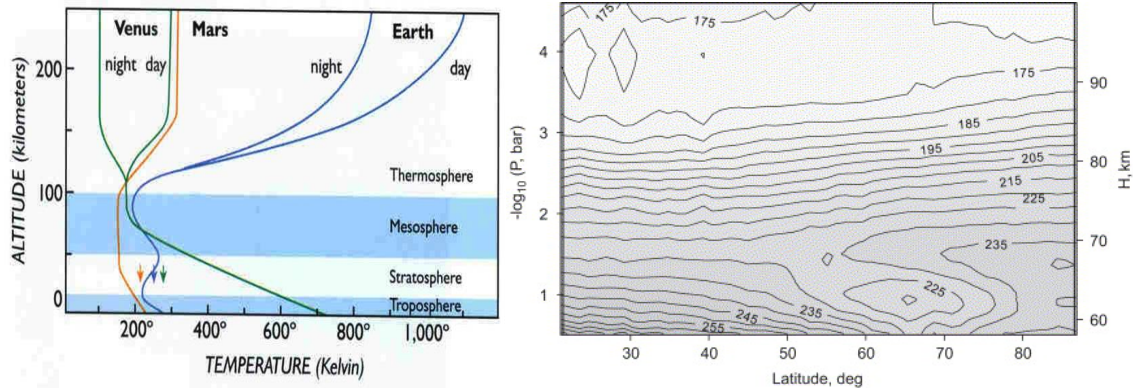 Venus Mars Earth
night day
night
day
200
100
0
Thermosphere
Mesosphere
Stratosphere
Troposphere
200 400 600 800 1,000
ALTITUDE (kilometers)
TEMPERATURE (Kelvin)
175
175
175
185
195
205
215
225
235
225
235
245
255
4
3
2
1
-log10 (P, bar)
90
80
70
60
H, km
30 40 50 60 70 80
Latitude, deg